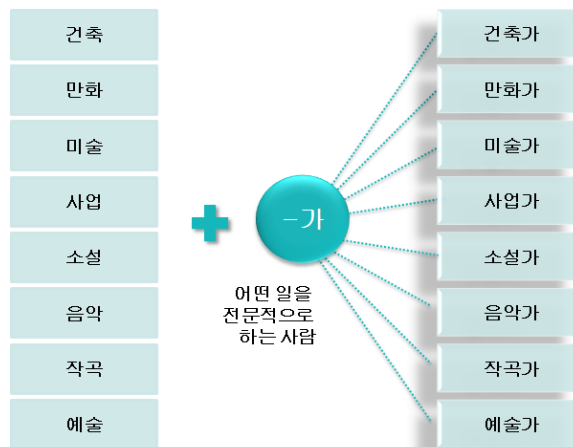 건축
만화
미술
사업
소설
음악
작곡
예술
-가
어떤 일을
전문적으로
하는 사람
건축가
만화가
미술가
사업가
소설가
음악가
작곡가
예술가